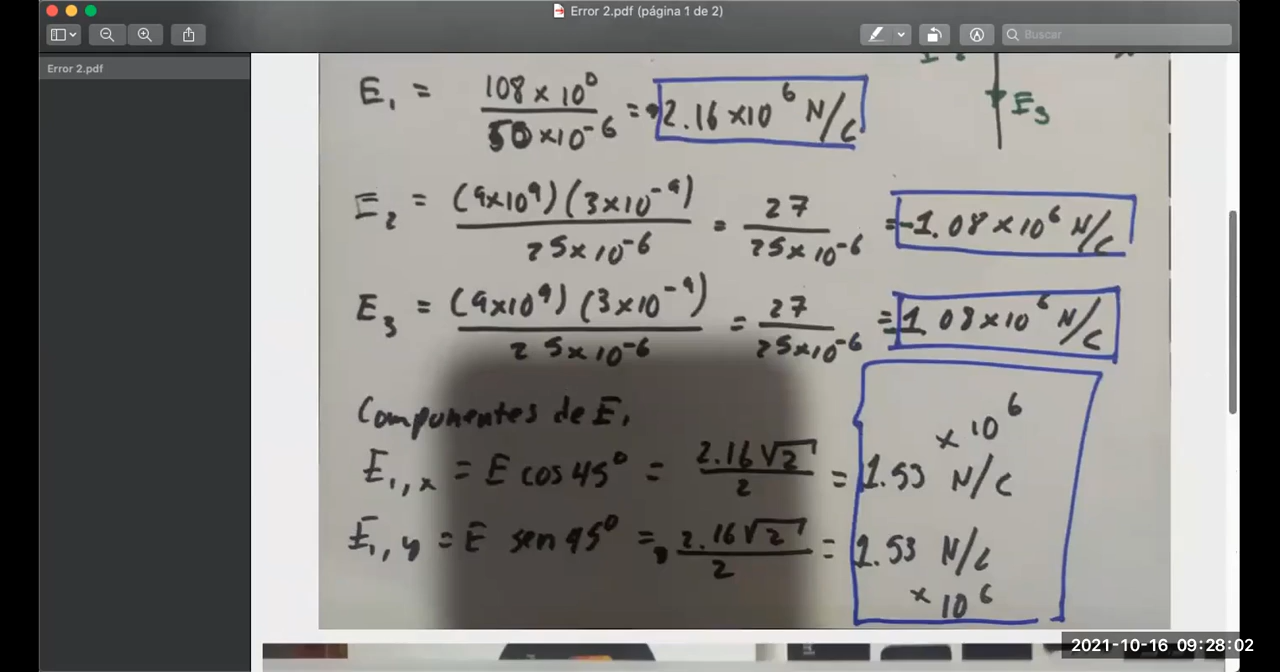 Error 2.pdf (página 1 de 2)
Buscar
Error 2.pdf
E₃
E₁ = 108 × 10⁰ / 50 × 10⁻⁶ = 2.16 × 10⁶ N/C
E₂ = (9×10⁹)(3×10⁻⁹) / 25×10⁻⁶ = 27 / 25×10⁻⁶ = -1.08 × 10⁶ N/C
E₃ = (9×10⁹)(3×10⁻⁹) / 25×10⁻⁶ = 27 / 25×10⁻⁶ = 1.08×10⁶ N/C
Componentes de E₁
E₁,x = E cos 45° = 2.16√2 / 2 = 1.53 ×10⁶ N/C
E₁,y = E sen 45° = 2.16√2 / 2 = 1.53 N/C ×10⁶
2021-10-16 09:28:02